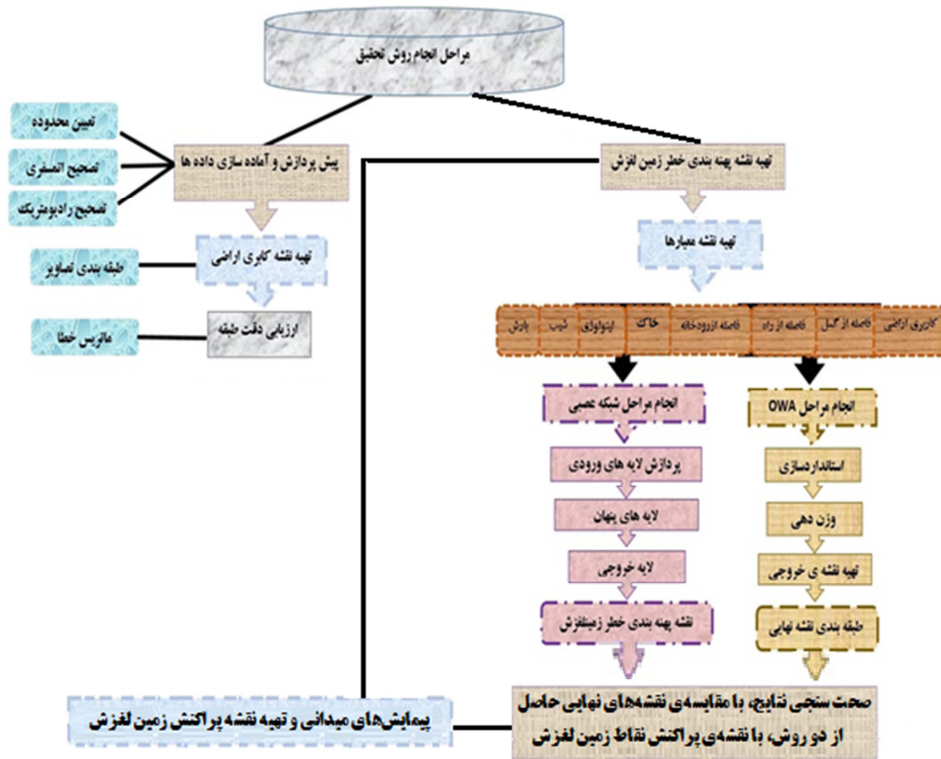 مراحل انجام روش تحقیق
تهیه نقشه پهنه بندی خطر زمین لغزش
پیش پردازش و آماده سازی داده ها
تعیین محدوده
تصحیح اتمسفری
تصحیح رادیومتریک
تهیه نقشه کابری اراضی
طبقه بندی تصاویر
ارزیابی دقت طبقه
ماتریس خطا
تهیه نقشه معیارها
کاربری اراضی
فاصله از گسل
فاصله از راه
فاصله ازرودخانه
خاک
لیتولوژی
شیب
بارش
انجام مراحل OWA
استانداردسازی
وزن دهی
تهیه نقشه ی خروجی
طبقه بندی نقشه نهایی
انجام مراحل شبکه عصبی
پردازش لایه های ورودی
لایه های پنهان
لایه خروجی
نقشه پهنه بندی خطر زمینلغزش
صحت سنجی نتایج، با مقایسه‌ی نقشه‌های نهایی حاصل
از دو روش، با نقشه‌ی پراکنش نقاط زمین لغزش
پیمایش‌های میدانی و تهیه نقشه پراکنش زمین لغزش